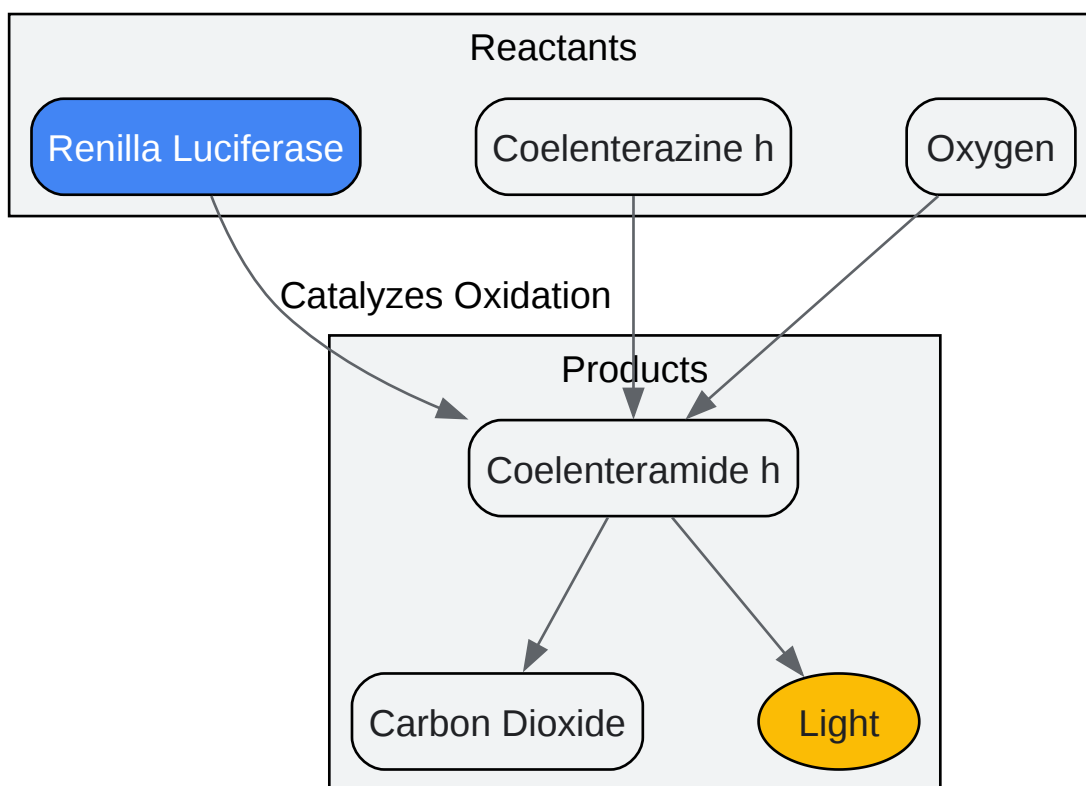 Reactants
Renilla Luciferase
Coelenterazine h
Oxygen
Catalyzes Oxidation
Products
Coelenteramide h
Carbon Dioxide
Light